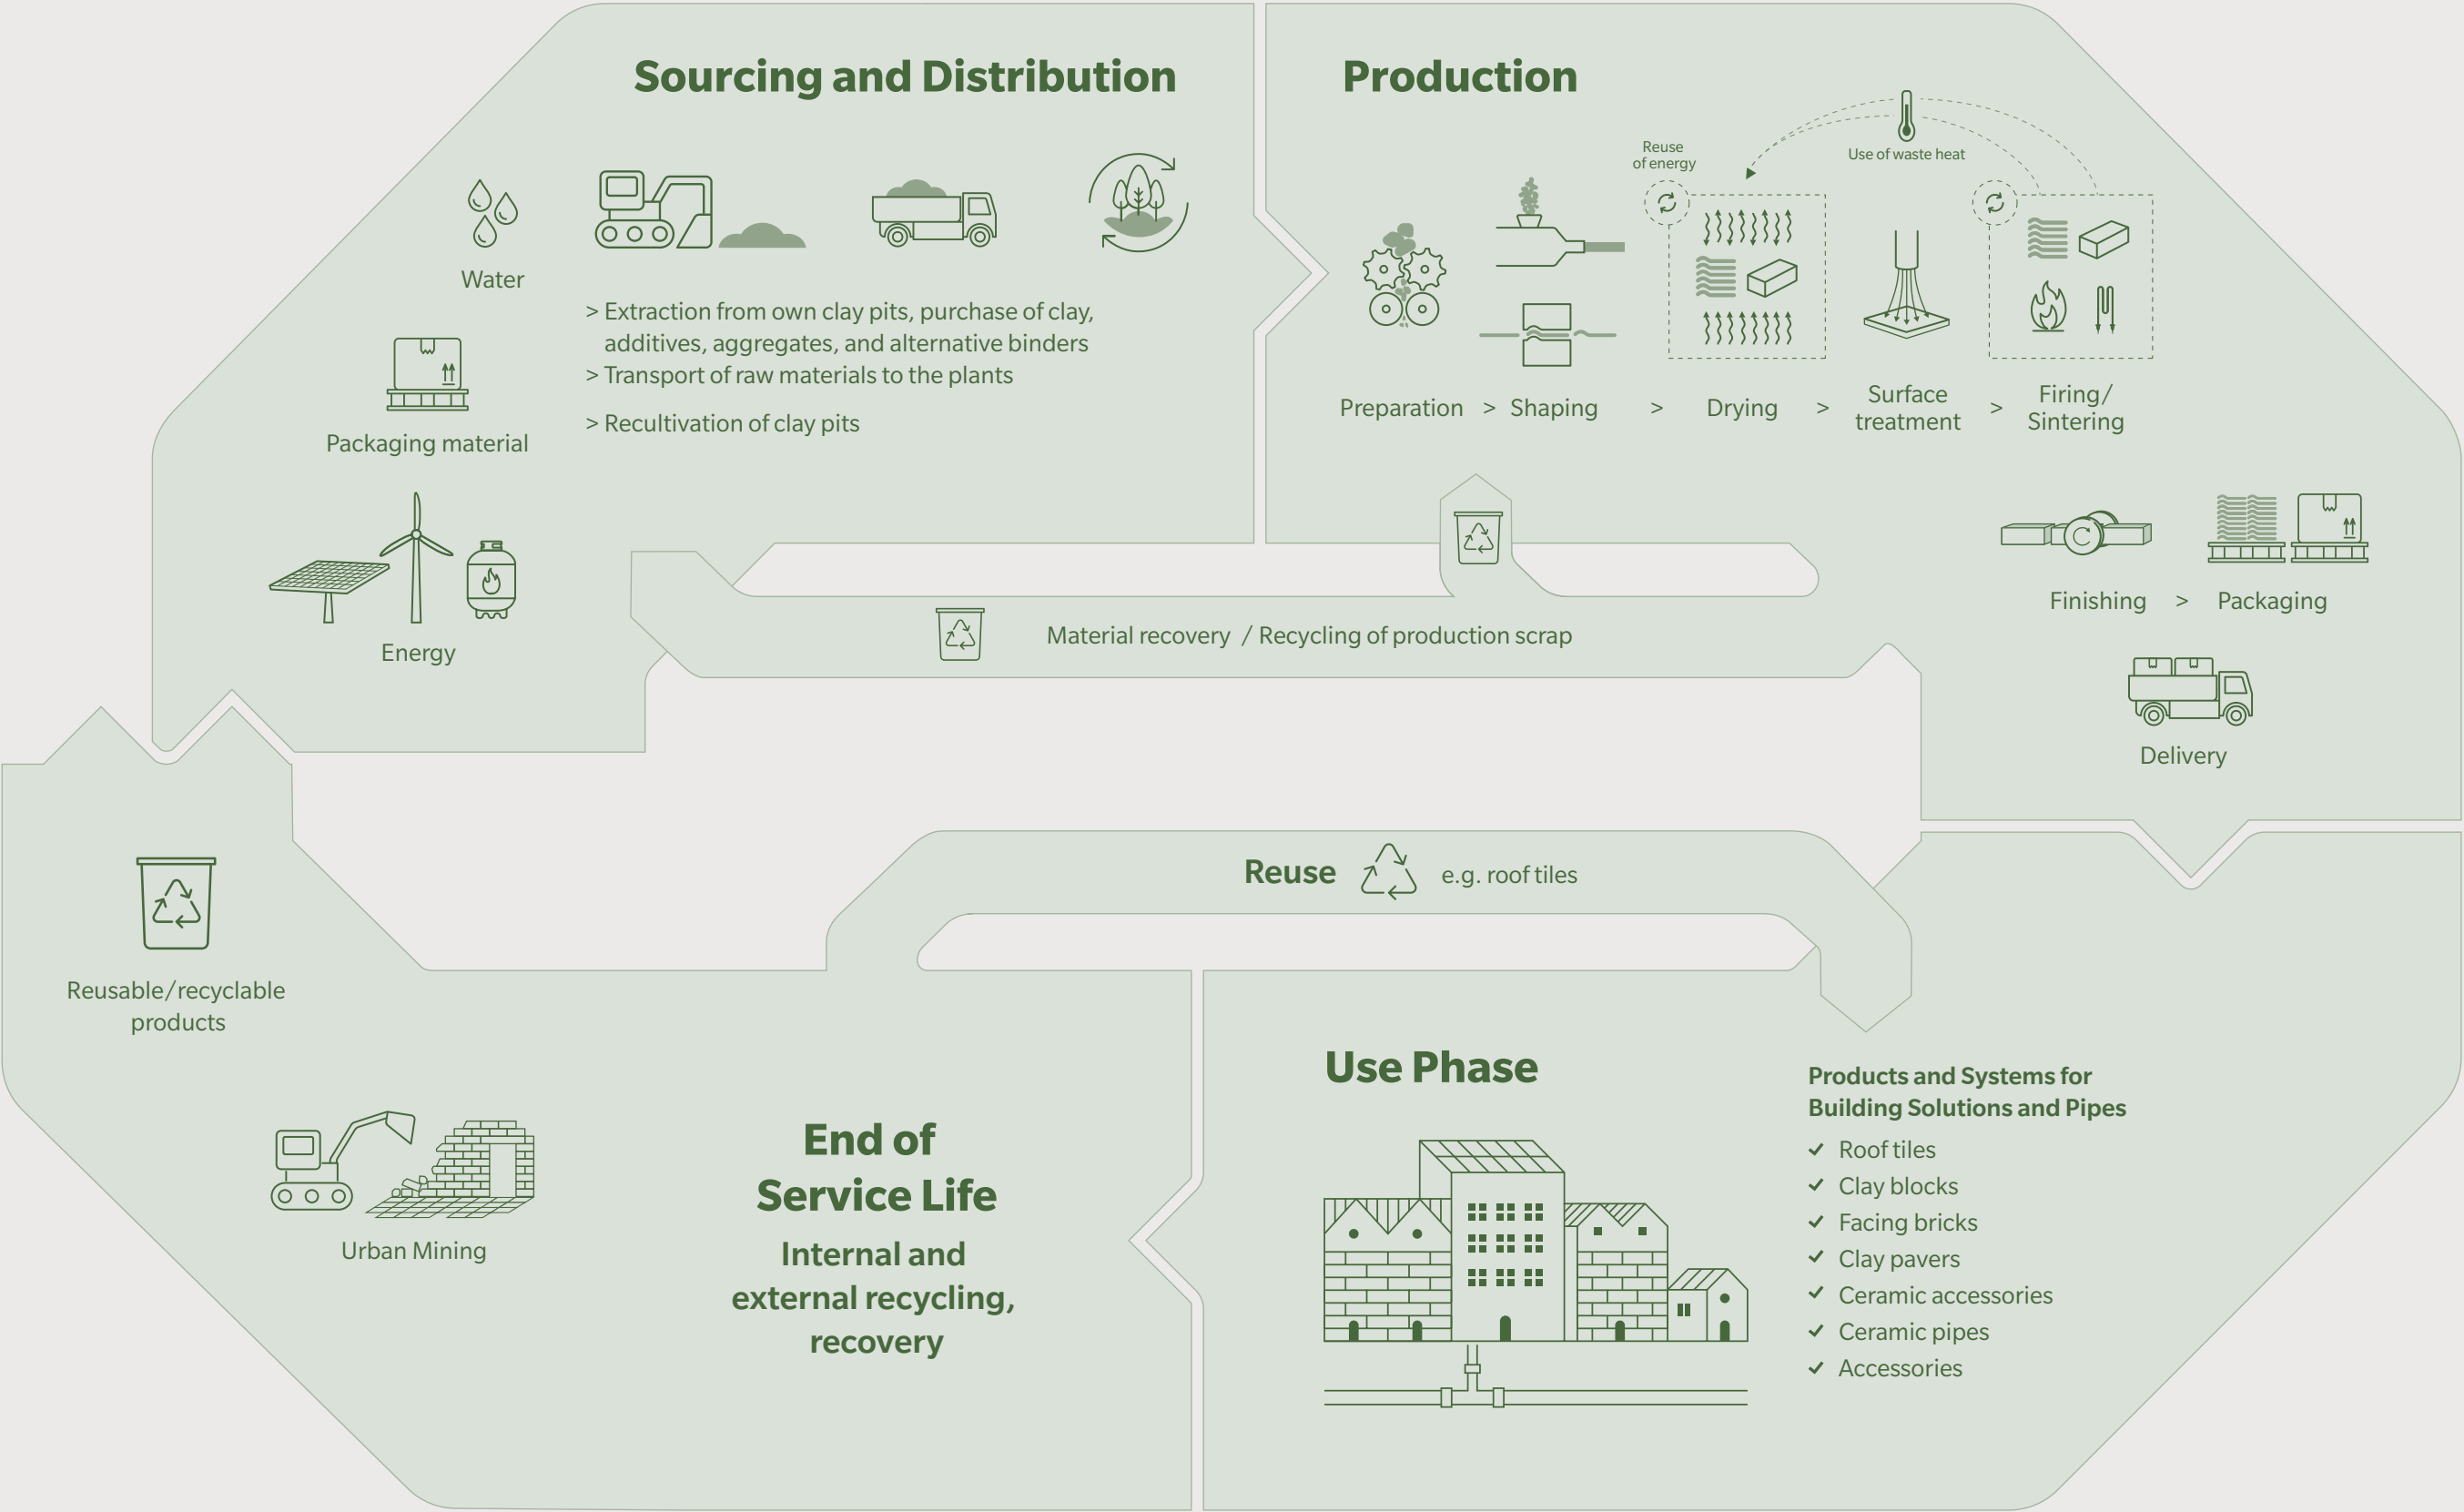 Sourcing and Distribution
Water
> Extraction from own clay pits, purchase of clay,
additives, aggregates, and alternative binders
> Transport of raw materials to the plants
> Recultivation of clay pits
Packaging material
Energy
Production
Reuse
of energy
Use of waste heat
Preparation > Shaping > Drying > Surface
treatment > Firing/
Sintering
Finishing > Packaging
Delivery
Material recovery / Recycling of production scrap
Reuse e.g. roof tiles
Reusable/recyclable
products
Urban Mining
End of
Service Life
Internal and
external recycling,
recovery
Use Phase
Products and Systems for
Building Solutions and Pipes
Roof tiles
Clay blocks
Facing bricks
Clay pavers
Ceramic accessories
Ceramic pipes
Accessories